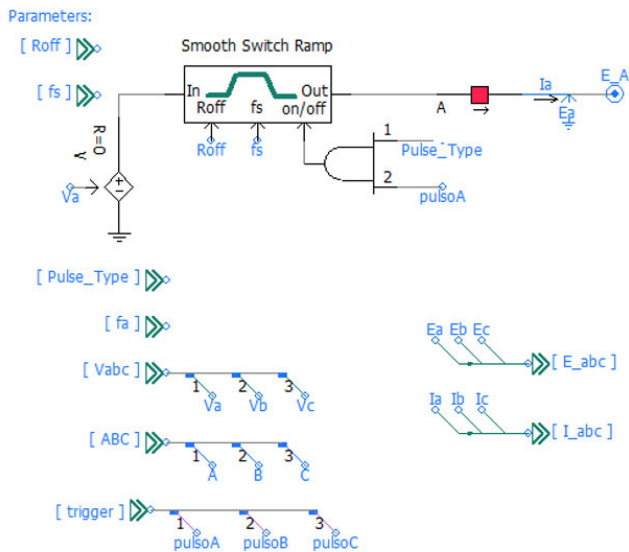 Parameters:
[ Roff ]
[ fs ]
Smooth Switch Ramp
In
Out
Roff fs on/off
Roff fs
R=0
V
Va
A
Ia
Ea
E_A
1
Pulse_Type
2
pulsoA
[ Pulse_Type ]
[ fa ]
[ Vabc ]
1 2 3
Va Vb Vc
[ ABC ]
1 2 3
A B C
[ trigger ]
1 2 3
pulsoA pulsoB pulsoC
Ea Eb Ec
[ E_abc ]
Ia Ib Ic
[ I_abc ]